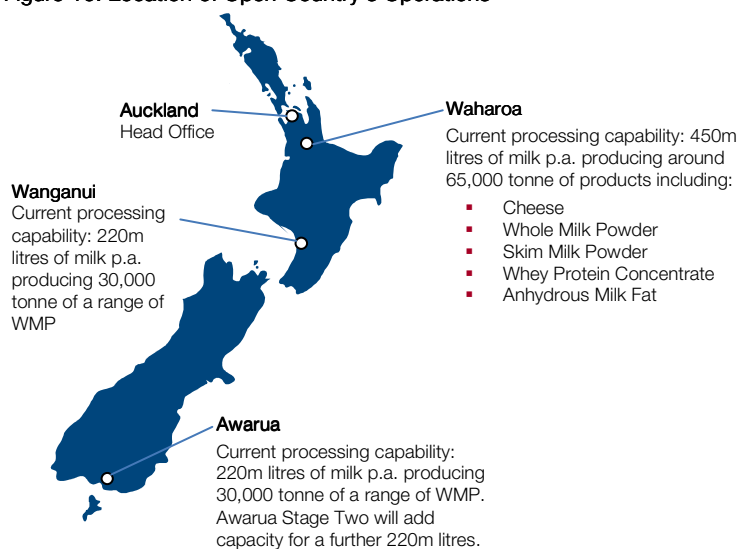 Auckland
Head Office
Waharoa
Current processing capability: 450m
litres of milk p.a. producing around
65,000 tonne of products including:
▪ Cheese
▪ Whole Milk Powder
▪ Skim Milk Powder
▪ Whey Protein Concentrate
▪ Anhydrous Milk Fat
Wanganui
Current processing
capability: 220m
litres of milk p.a.
producing 30,000
tonne of a range of
WMP
Awarua
Current processing capability:
220m litres of milk p.a. producing
30,000 tonne of a range of WMP.
Awarua Stage Two will add
capacity for a further 220m litres.